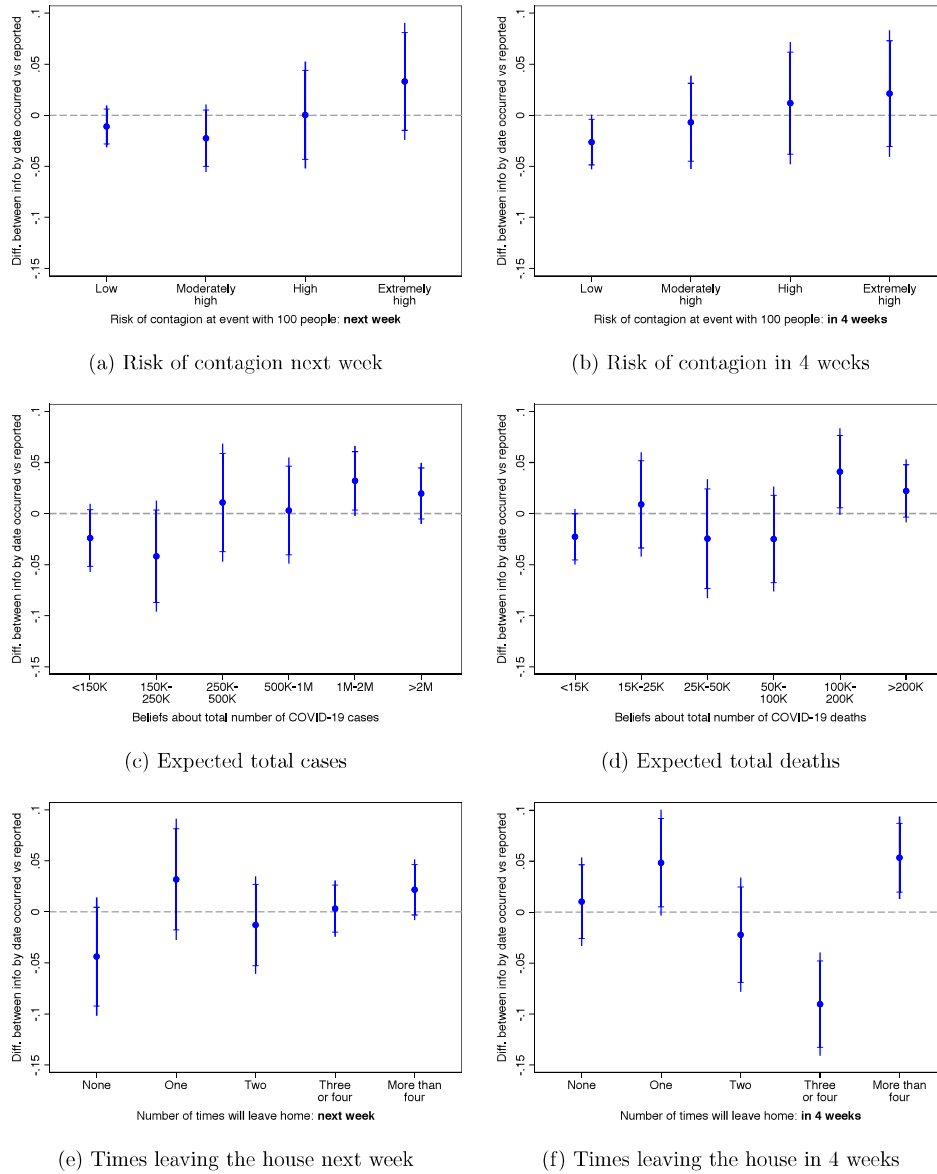 Diff. between info by date occurred vs reported
.1
.05
0
-.05
-.1
-.15
Low
Moderately
high
High
Extremely
high
Risk of contagion at event with 100 people: next week
(a) Risk of contagion next week
Diff. between info by date occurred vs reported
.1
.05
0
-.05
-.1
-.15
Low
Moderately
high
High
Extremely
high
Risk of contagion at event with 100 people: in 4 weeks
(b) Risk of contagion in 4 weeks
Diff. between info by date occurred vs reported
.1
.05
0
-.05
-.1
-.15
<150K
150K-
250K
250K-
500K
500K-1M
1M-2M
>2M
Beliefs about total number of COVID-19 cases
(c) Expected total cases
Diff. between info by date occurred vs reported
.1
.05
0
-.05
-.1
-.15
<15K
15K-25K
25K-50K
50K-
100K
100K-
200K
>200K
Beliefs about total number of COVID-19 deaths
(d) Expected total deaths
Diff. between info by date occurred vs reported
.1
.05
0
-.05
-.1
-.15
None
One
Two
Three
or four
More than
four
Number of times will leave home: next week
(e) Times leaving the house next week
Diff. between info by date occurred vs reported
.1
.05
0
-.05
-.1
-.15
None
One
Two
Three
or four
More than
four
Number of times will leave home: in 4 weeks
(f) Times leaving the house in 4 weeks